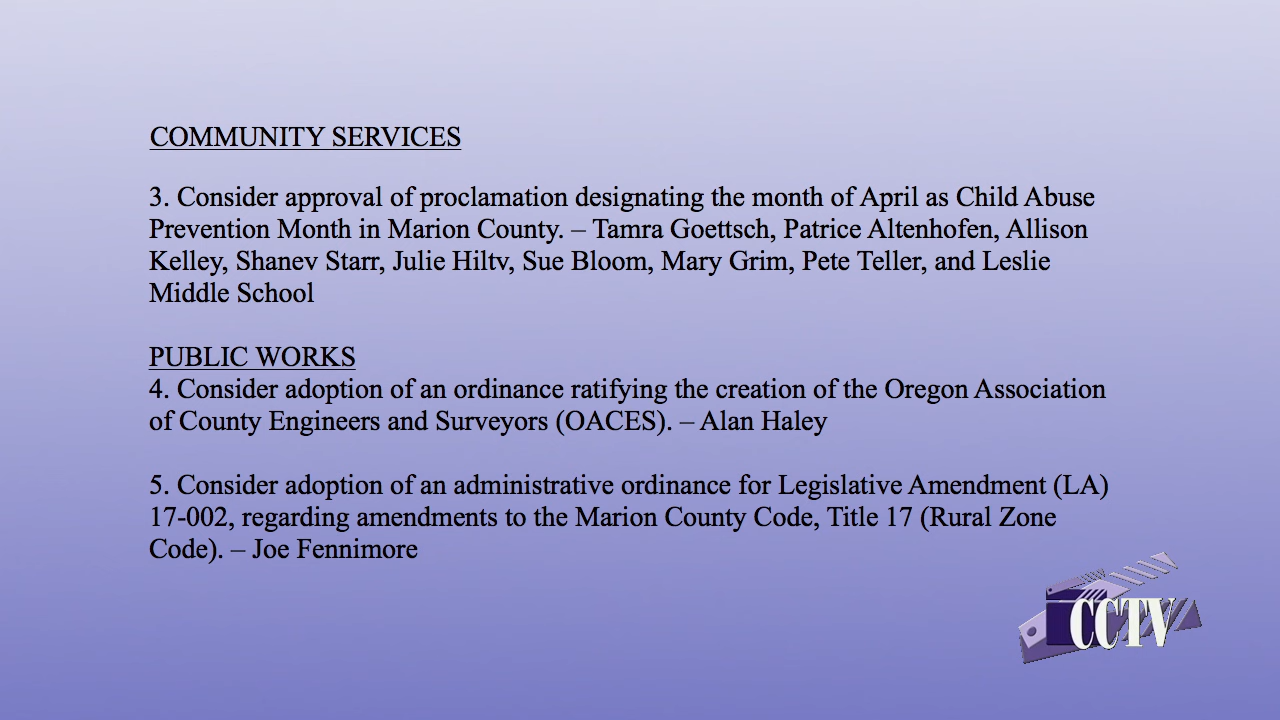 COMMUNITY SERVICES
3. Consider approval of proclamation designating the month of April as Child Abuse
Prevention Month in Marion County. – Tamra Goettsch, Patrice Altenhofen, Allison
Kelley, Shanev Starr, Julie Hiltv, Sue Bloom, Mary Grim, Pete Teller, and Leslie
Middle School
PUBLIC WORKS
4. Consider adoption of an ordinance ratifying the creation of the Oregon Association
of County Engineers and Surveyors (OACES). – Alan Haley
5. Consider adoption of an administrative ordinance for Legislative Amendment (LA)
17-002, regarding amendments to the Marion County Code, Title 17 (Rural Zone
Code). – Joe Fennimore
CCTV